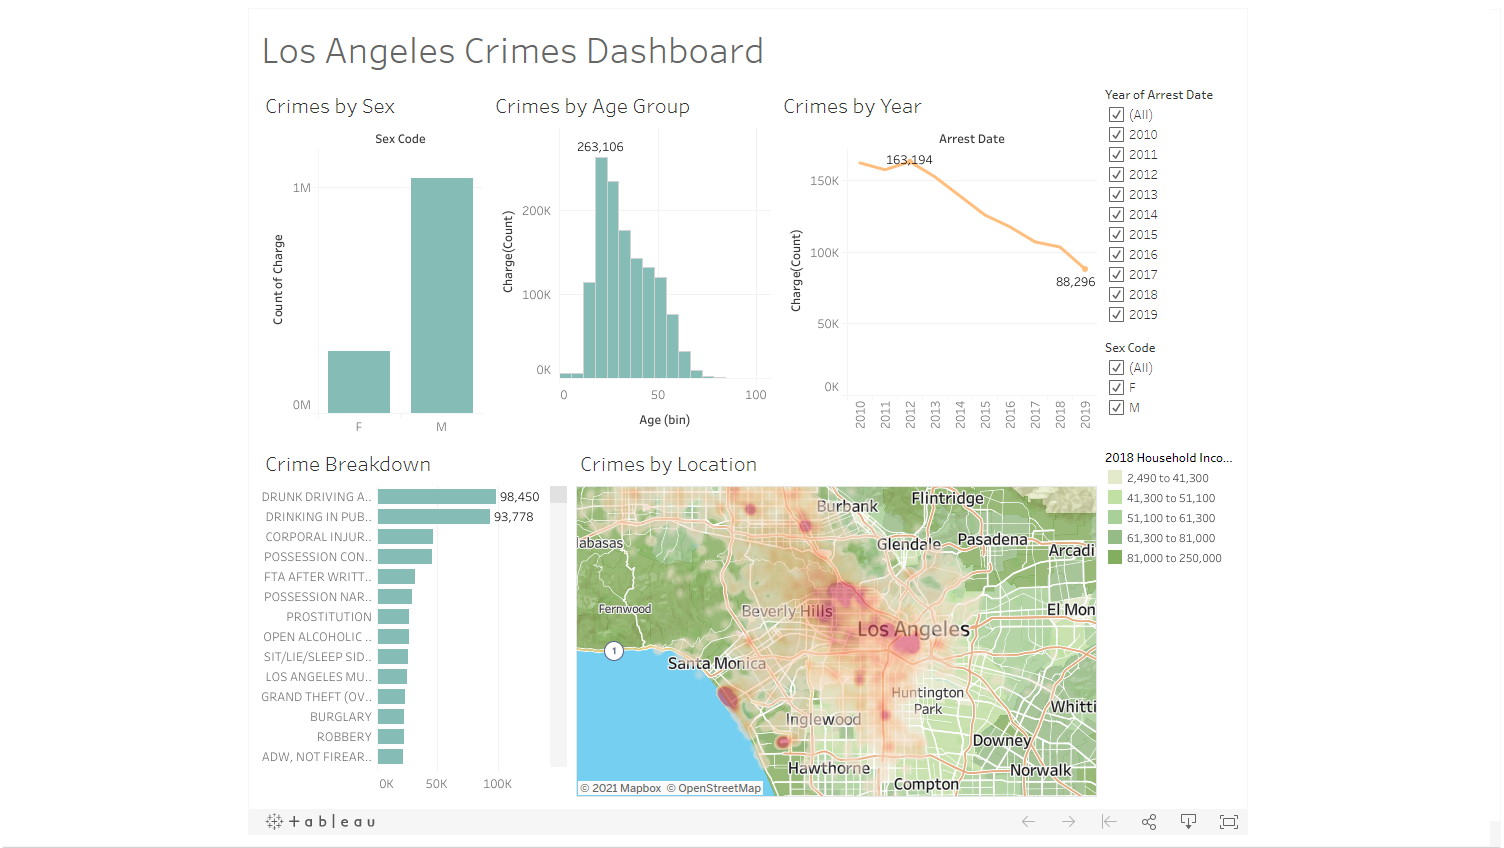 Los Angeles Crimes Dashboard
Crimes by Sex
Sex Code
Count of Charge
1M
0M
F
M
Crimes by Age Group
263,106
Charge(Count)
200K
100K
0K
0
50
100
Age (bin)
Crimes by Year
Arrest Date
163,194
88,296
Charge(Count)
150K
100K
50K
0K
2010
2011
2012
2013
2014
2015
2016
2017
2018
2019
Year of Arrest Date
(All)
2010
2011
2012
2013
2014
2015
2016
2017
2018
2019
Sex Code
(All)
F
M
Crime Breakdown
DRUNK DRIVING A..
98,450
DRINKING IN PUB..
93,778
CORPORAL INJUR..
POSSESSION CON..
FTA AFTER WRITT..
POSSESSION NAR..
PROSTITUTION
OPEN ALCOHOLIC ..
SIT/LIE/SLEEP SID..
LOS ANGELES MU..
GRAND THEFT (OV..
BURGLARY
ROBBERY
ADW, NOT FIREAR..
0K
50K
100K
Crimes by Location
Flintridge
Burbank
labasas
Glendale
Pasadena
Arcadi
Fernwood
Beverly Hills
El Mon
Los Angeles
1
Santa Monica
Huntington
Park
Whitti
Inglewood
Downey
Hawthorne
Norwalk
Compton
© 2021 Mapbox © OpenStreetMap
2018 Household Inco...
2,490 to 41,300
41,300 to 51,100
51,100 to 61,300
61,300 to 81,000
81,000 to 250,000
+ableau